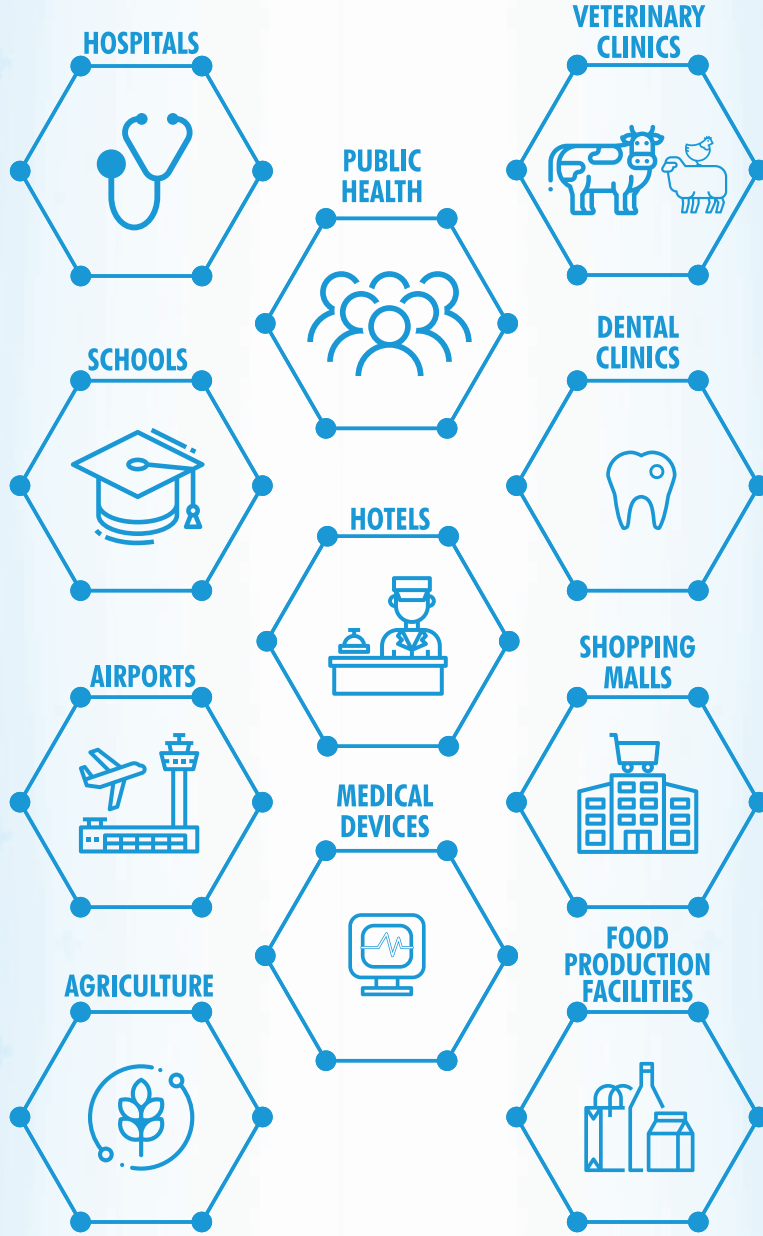 HOSPITALS
VETERINARY
CLINICS
PUBLIC
HEALTH
SCHOOLS
DENTAL
CLINICS
HOTELS
AIRPORTS
SHOPPING
MALLS
MEDICAL
DEVICES
AGRICULTURE
FOOD
PRODUCTION
FACILITIES